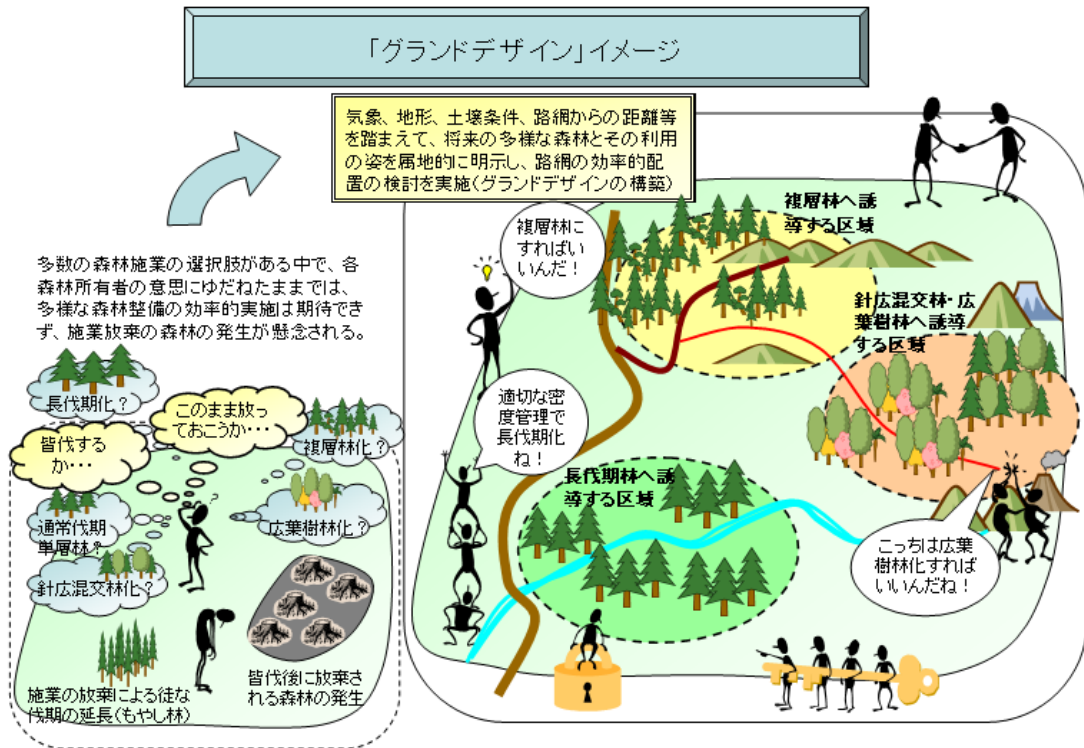 「グランドデザイン」イメージ
気象、地形、土壌条件、路網からの距離等
を踏まえて、将来の多様な森林とその利用
の姿を属地的に明示し、路網の効率的配
置の検討を実施(グランドデザインの構築)
多数の森林施業の選択肢がある中で、各
森林所有者の意思にゆだねたままでは、
多様な森林整備の効率的実施は期待でき
ず、施業放棄の森林の発生が懸念される。
長伐期化?
このまま放っ
ておこうか・・・
複層林化?
皆伐する
か・・・
通常伐期
単層林?
広葉樹林化?
針広混交林化?
施業の放棄による徒な
伐期の延長(もやし林)
皆伐後に放棄さ
れる森林の発生
複層林に
すればい
いんだ!
複層林へ誘
導する区域
針広混交林・広
葉樹林へ誘導
する区域
適切な密
度管理で
長伐期化
ね!
長伐期林へ誘
導する区域
こっちは広葉
樹林化すれば
いいんだね!